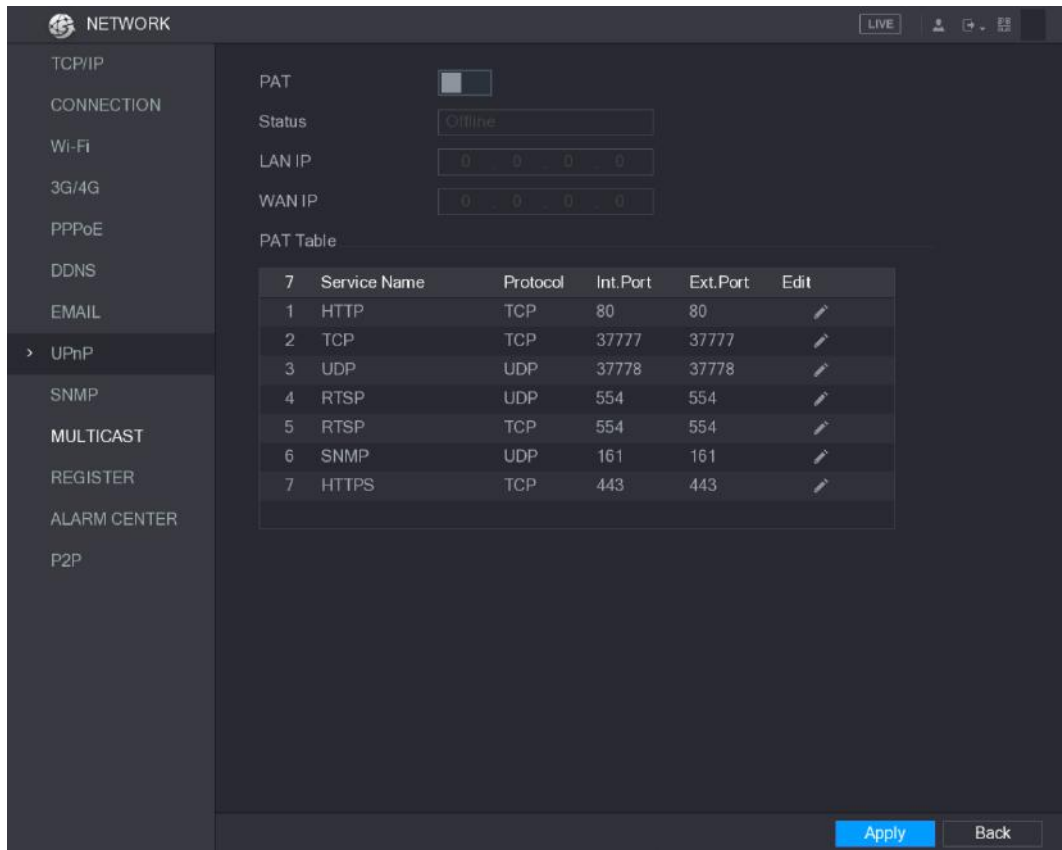 NETWORK
LIVE
TCP/IP
CONNECTION
Wi-Fi
3G/4G
PPPoE
DDNS
EMAIL
> UPnP
SNMP
MULTICAST
REGISTER
ALARM CENTER
P2P
PAT
Status Offline
LAN IP 0 . 0 . 0 . 0
WAN IP 0 . 0 . 0 . 0
PAT Table
7 Service Name Protocol Int.Port Ext.Port Edit
1 HTTP TCP 80 80
2 TCP TCP 37777 37777
3 UDP UDP 37778 37778
4 RTSP UDP 554 554
5 RTSP TCP 554 554
6 SNMP UDP 161 161
7 HTTPS TCP 443 443
Apply Back